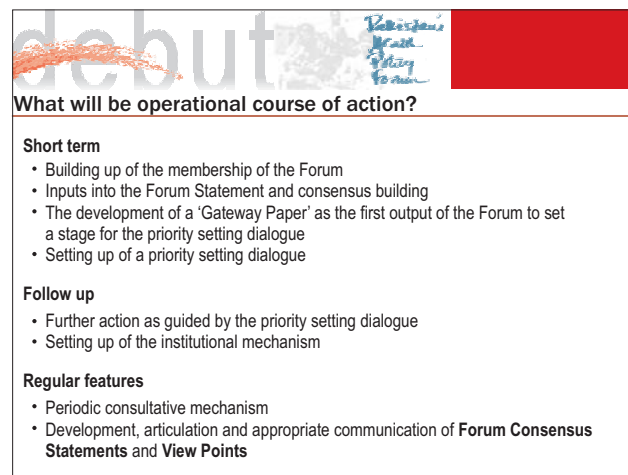 debut
Pakistan's
Health
Policy
Forum
What will be operational course of action?
Short term
• Building up of the membership of the Forum
• Inputs into the Forum Statement and consensus building
• The development of a ‘Gateway Paper’ as the first output of the Forum to set
a stage for the priority setting dialogue
• Setting up of a priority setting dialogue
Follow up
• Further action as guided by the priority setting dialogue
• Setting up of the institutional mechanism
Regular features
• Periodic consultative mechanism
• Development, articulation and appropriate communication of Forum Consensus
Statements and View Points